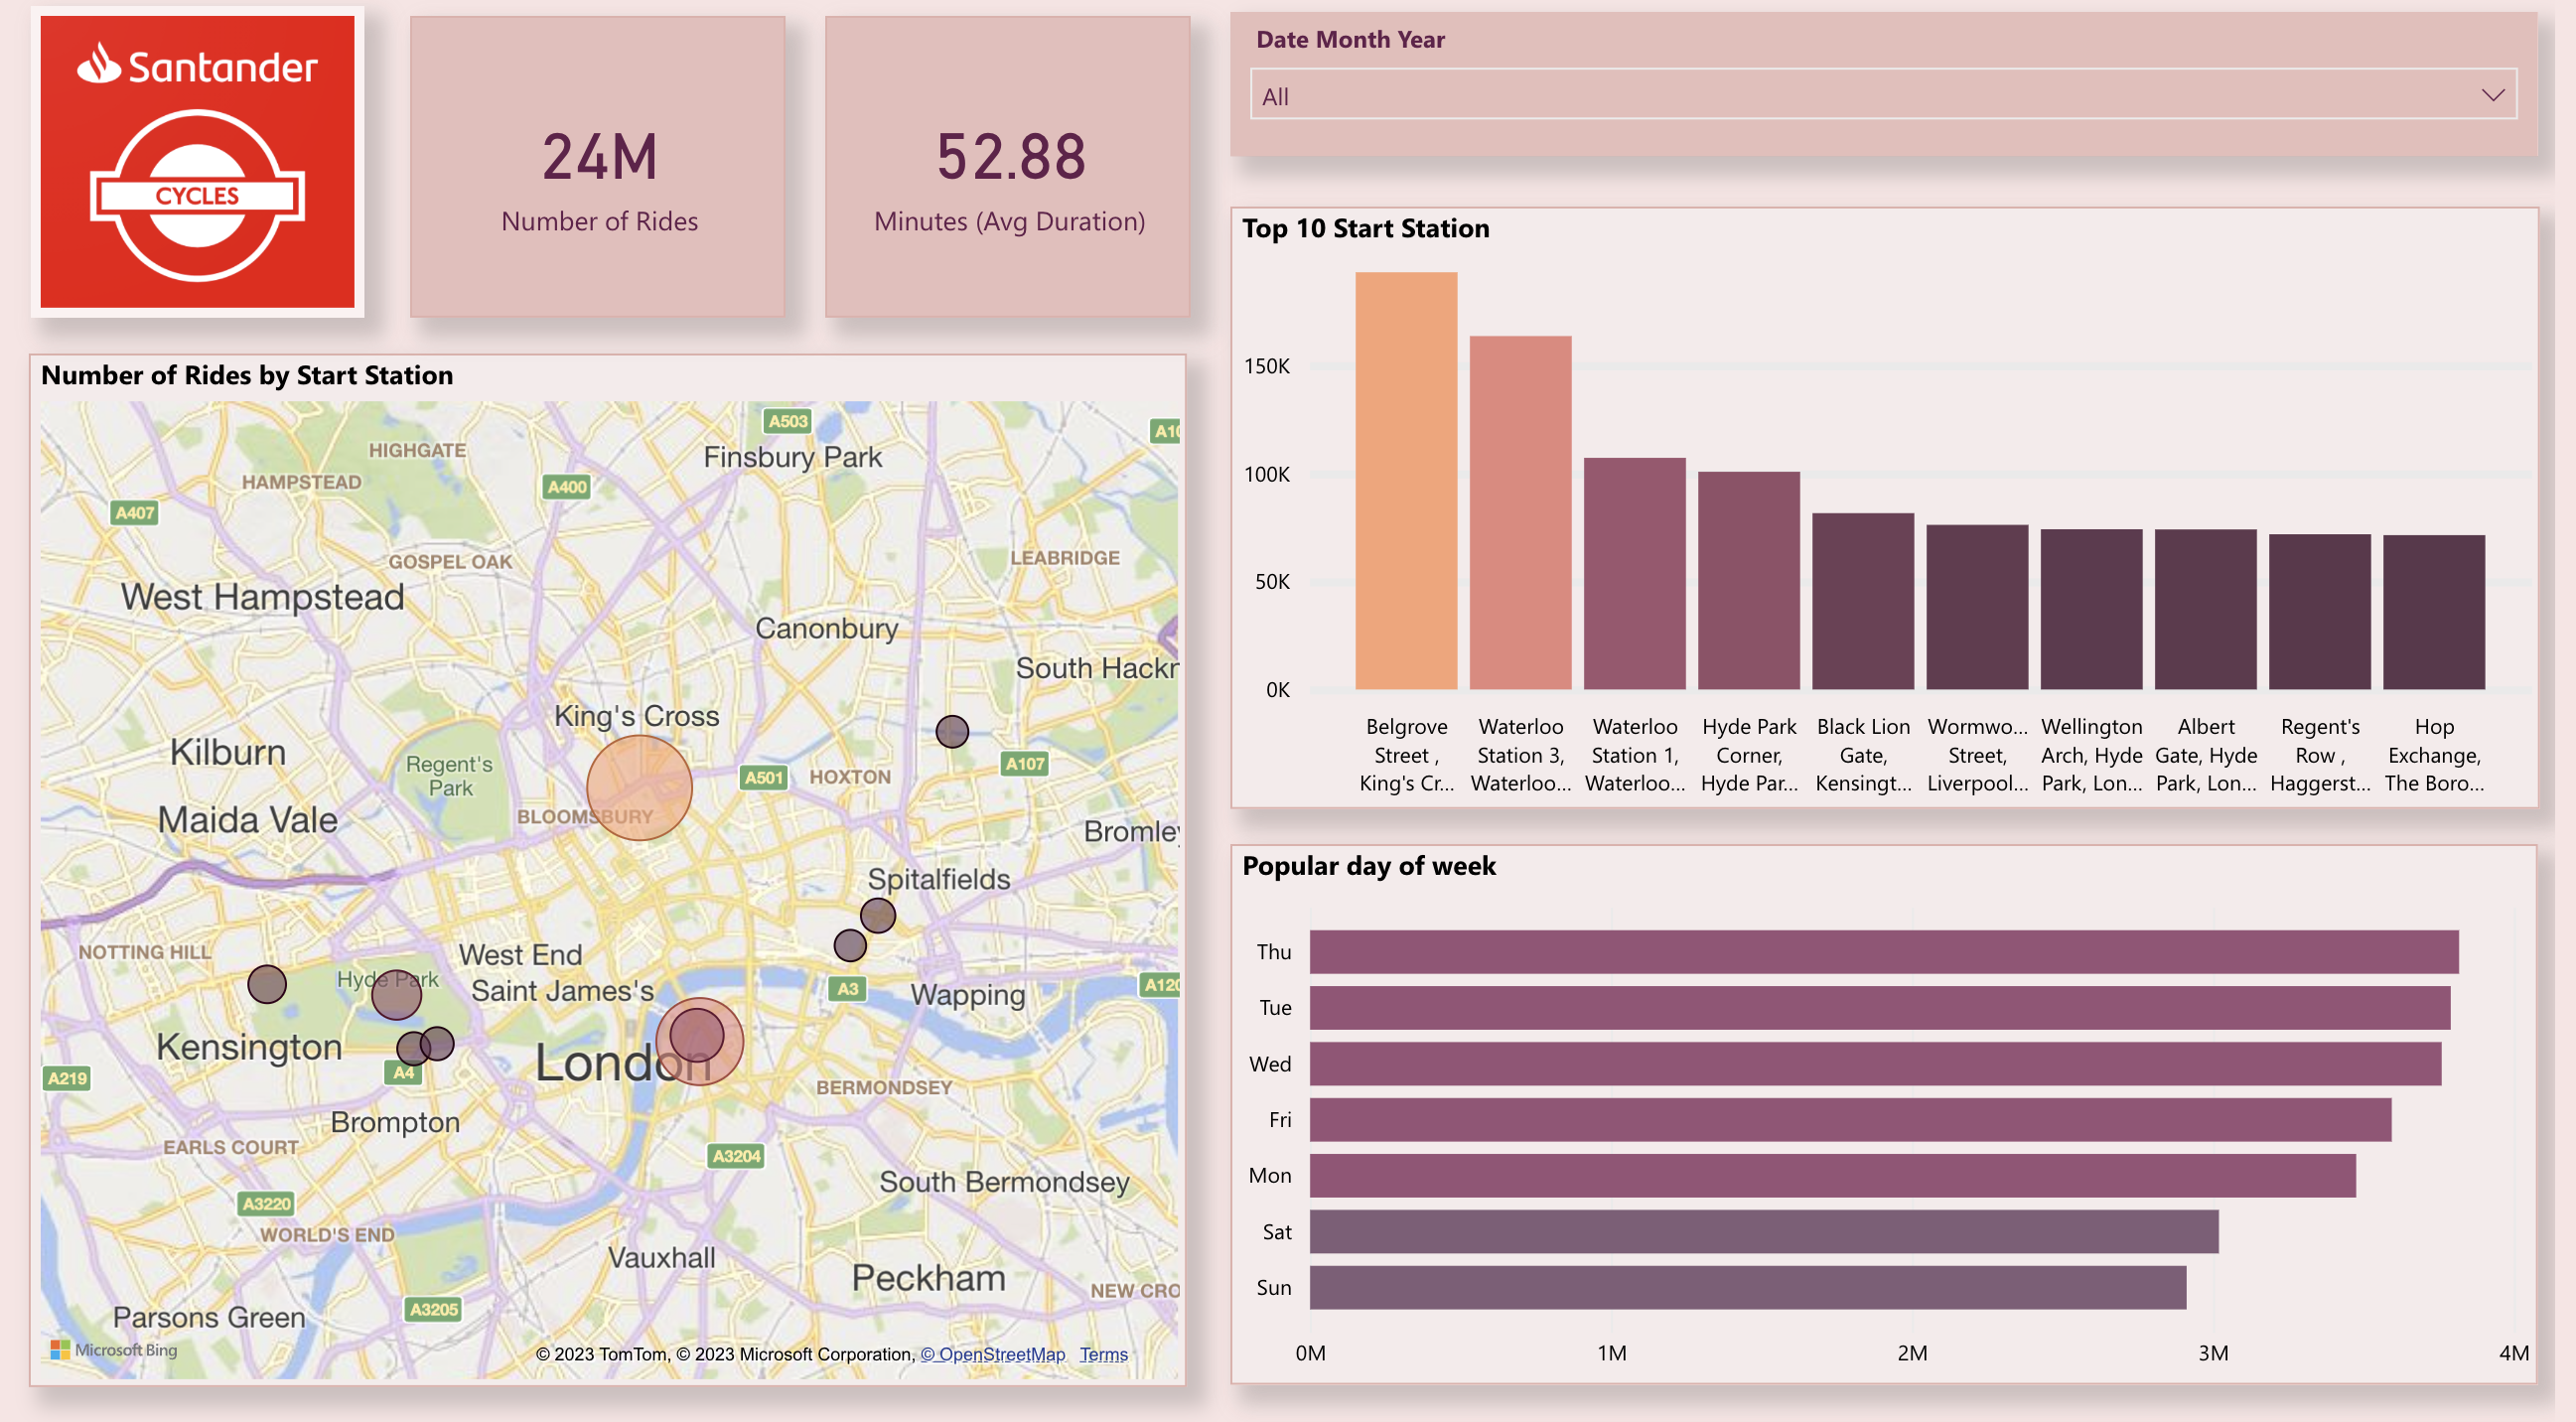 Santander
CYCLES
24M
Number of Rides
52.88
Minutes (Avg Duration)
Date Month Year
All
Number of Rides by Start Station
A503
A10
HIGHGATE
Finsbury Park
HAMPSTEAD
A400
A407
GOSPEL OAK
LEABRIDGE
West Hampstead
Canonbury
South Hackn
King's Cross
Kilburn
Regent's
Park
A107
A501
HOXTON
Maida Vale
BLOOMSBURY
Bromley
Spitalfields
NOTTING HILL
West End
Hyde Park
Saint James's
A3
Wapping
A120
Kensington
London
A4
A219
BERMONDSEY
Brompton
EARLS COURT
A3204
South Bermondsey
A3220
WORLD'S END
Vauxhall
Peckham
NEW CRO
Parsons Green
A3205
Microsoft Bing
© 2023 TomTom, © 2023 Microsoft Corporation, © OpenStreetMap Terms
Top 10 Start Station
150K
100K
50K
0K
Belgrove
Street ,
King's Cr...
Waterloo
Station 3,
Waterloo...
Waterloo
Station 1,
Waterloo...
Hyde Park
Corner,
Hyde Par...
Black Lion
Gate,
Kensingt...
Wormwo...
Street,
Liverpool...
Wellington
Arch, Hyde
Park, Lon...
Albert
Gate, Hyde
Park, Lon...
Regent's
Row ,
Haggerst...
Hop
Exchange,
The Boro...
Popular day of week
Thu
Tue
Wed
Fri
Mon
Sat
Sun
0M
1M
2M
3M
4M